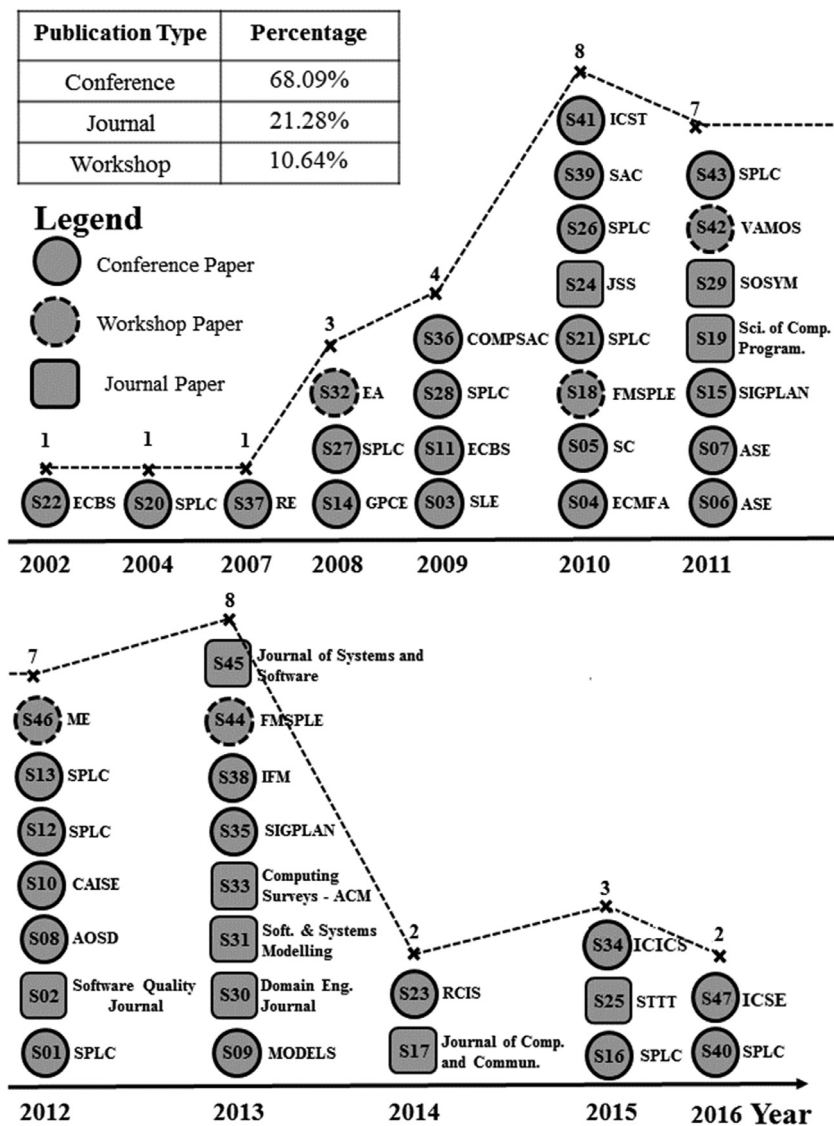 Publication Type Percentage
Conference 68.09%
Journal 21.28%
Workshop 10.64%
Legend
Conference Paper
Workshop Paper
Journal Paper
8
7
4
3
1 1 1
S41 ICST
S39 SAC
S26 SPLC
S24 JSS
S21 SPLC
S18 FMSPLE
S05 SC
S04 ECMFA
S43 SPLC
S42 VAMOS
S29 SOSYM
S19 Sci. of Comp.
Program.
S15 SIGPLAN
S07 ASE
S06 ASE
S36 COMPSAC
S28 SPLC
S11 ECBS
S03 SLE
S32 EA
S27 SPLC
S14 GPCE
S22 ECBS
S20 SPLC
S37 RE
2002 2004 2007 2008 2009 2010 2011
7
8
2
3
2
S46 ME
S13 SPLC
S12 SPLC
S10 CAISE
S08 AOSD
S02 Software Quality
Journal
S01 SPLC
S45 Journal of Systems and
Software
S44 FMSPLE
S38 IFM
S35 SIGPLAN
S33 Computing
Surveys - ACM
S31 Soft. & Systems
Modelling
S30 Domain Eng.
Journal
S09 MODELS
S23 RCIS
S17 Journal of Comp.
and Commun.
S34 ICICS
S25 STTT
S16 SPLC
S47 ICSE
S40 SPLC
2012 2013 2014 2015 2016 Year